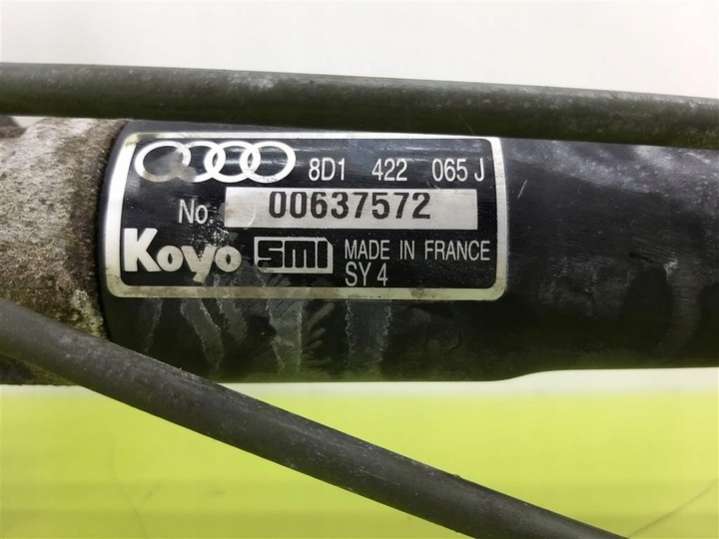 8D1 422 065 J
No. 00637572
Koyo SMI MADE IN FRANCE
SY 4